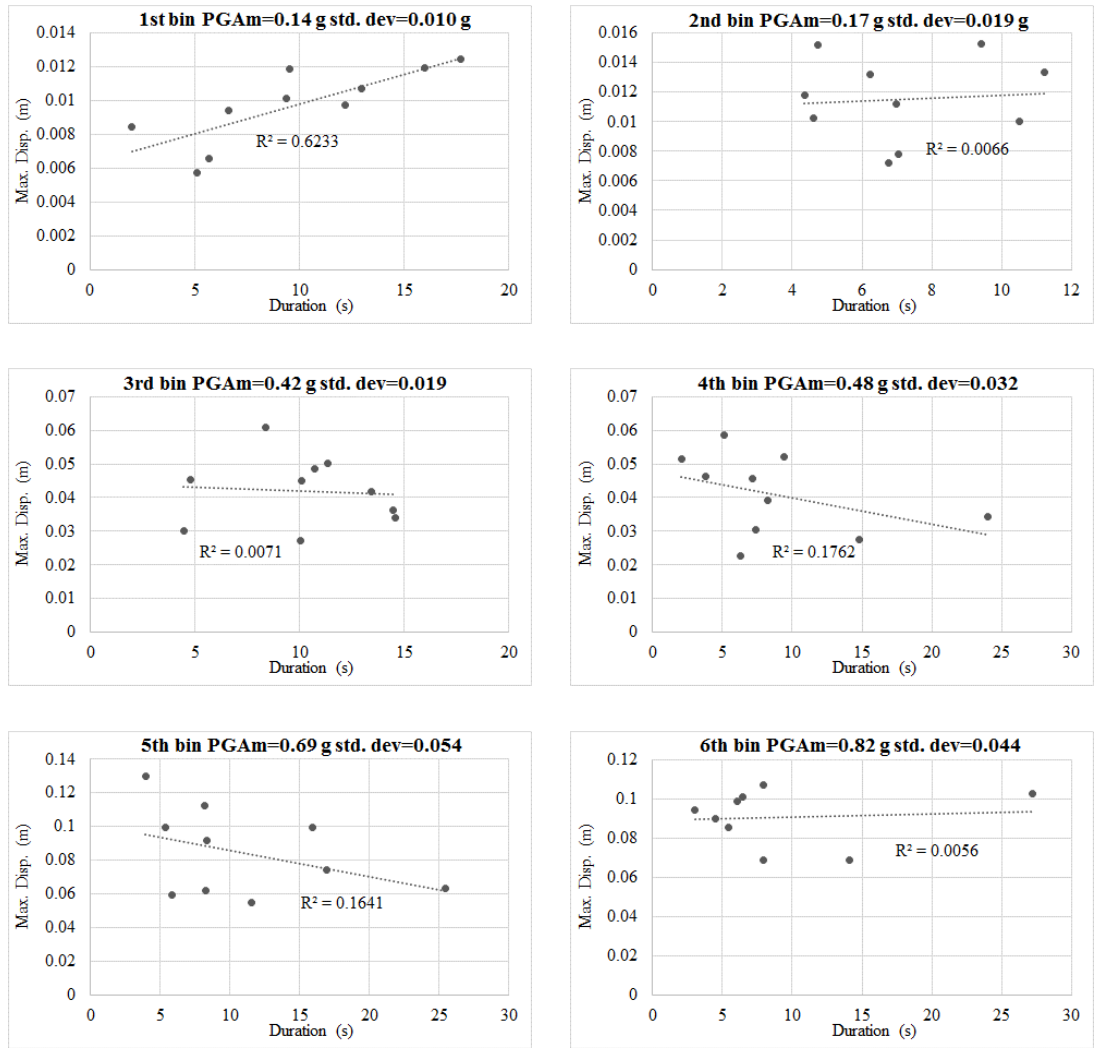 1st bin PGAm=0.14 g std. dev=0.010 g
0.014
0.012
0.01
0.008
0.006
0.004
0.002
0
Max. Disp. (m)
R² = 0.6233
0 5 10 15 20
Duration (s)
2nd bin PGAm=0.17 g std. dev=0.019 g
0.016
0.014
0.012
0.01
0.008
0.006
0.004
0.002
0
Max. Disp. (m)
R² = 0.0066
0 2 4 6 8 10 12
Duration (s)
3rd bin PGAm=0.42 g std. dev=0.019
0.07
0.06
0.05
0.04
0.03
0.02
0.01
0
Max. Disp. (m)
R² = 0.0071
0 5 10 15 20
Duration (s)
4th bin PGAm=0.48 g std. dev=0.032
0.07
0.06
0.05
0.04
0.03
0.02
0.01
0
Max. Disp. (m)
R² = 0.1762
0 5 10 15 20 25 30
Duration (s)
5th bin PGAm=0.69 g std. dev=0.054
0.14
0.12
0.1
0.08
0.06
0.04
0.02
0
Max. Disp. (m)
R² = 0.1641
0 5 10 15 20 25 30
Duration (s)
6th bin PGAm=0.82 g std. dev=0.044
0.12
0.1
0.08
0.06
0.04
0.02
0
Max. Disp. (m)
R² = 0.0056
0 5 10 15 20 25 30
Duration (s)